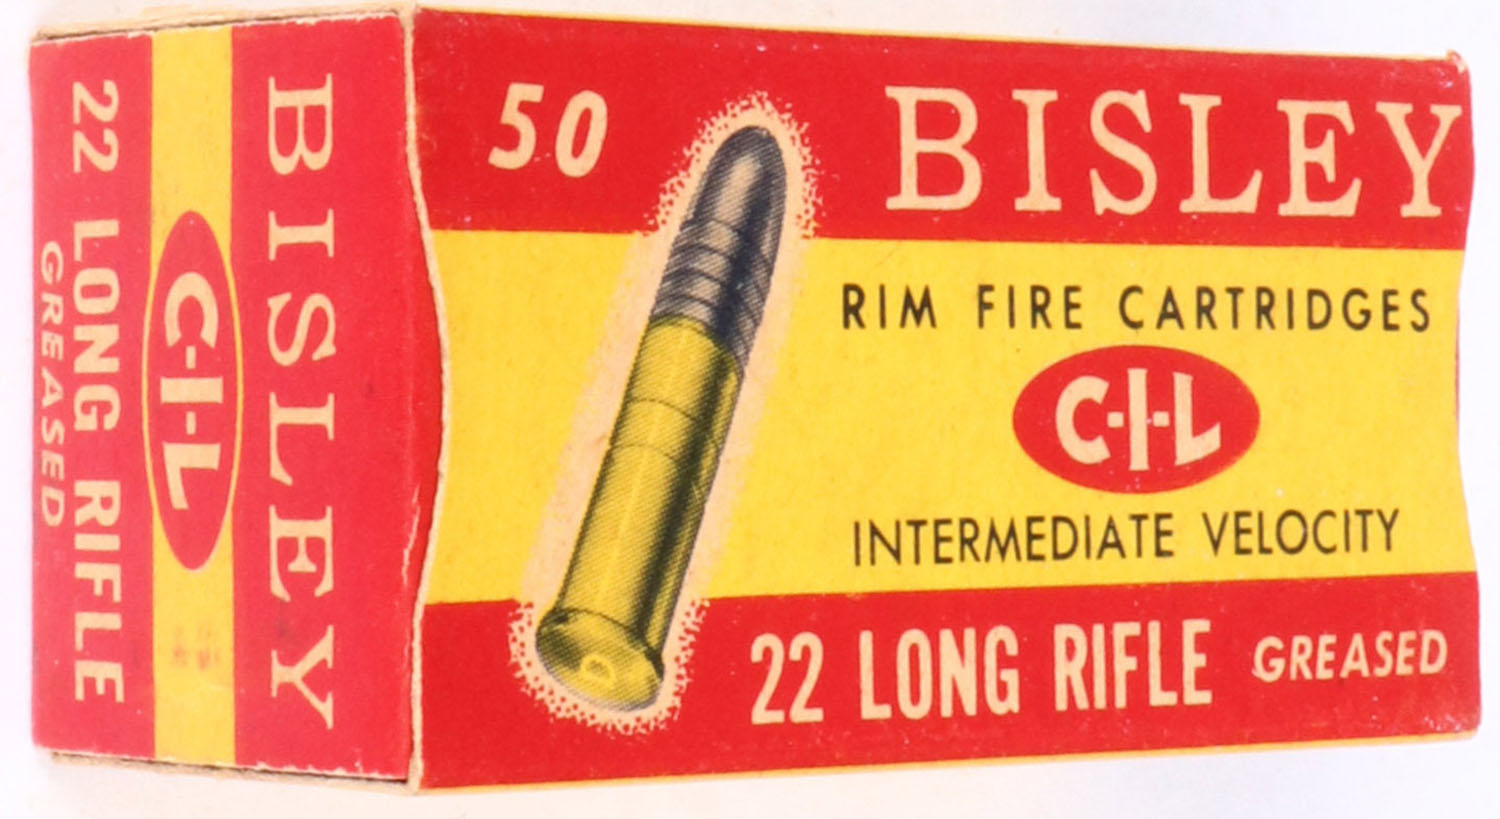 BISLEY
C-I-L
22 LONG RIFLE
GREASED
50
BISLEY
RIM FIRE CARTRIDGES
C-I-L
INTERMEDIATE VELOCITY
22 LONG RIFLE GREASED